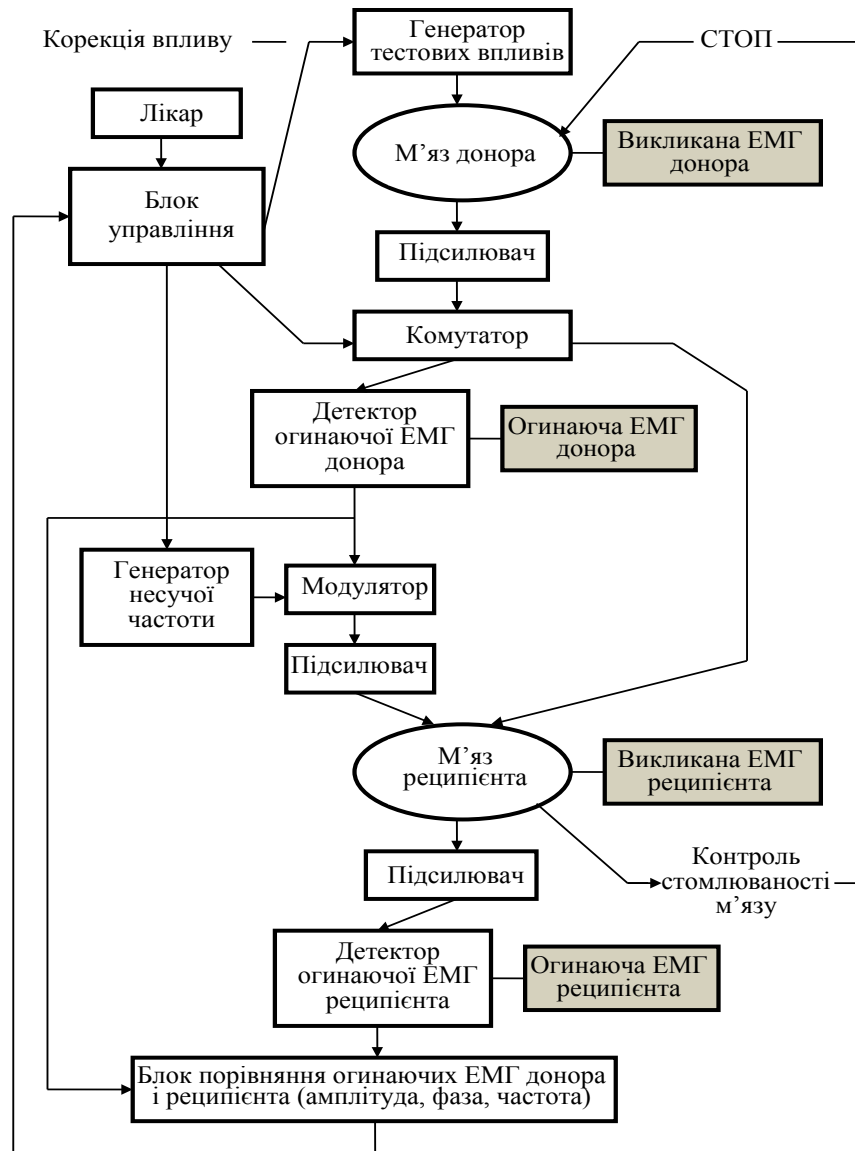 Корекція впливу
Генератор
тестових впливів
СТОП
Лікар
М’яз донора
Викликана ЕМГ
донора
Блок
управління
Підсилювач
Комутатор
Детектор
огинаючої ЕМГ
донора
Огинаюча ЕМГ
донора
Генератор
несучої
частоти
Модулятор
Підсилювач
М’яз
реципієнта
Викликана ЕМГ
реципієнта
Підсилювач
Контроль
стомлюваності
м’язу
Детектор
огинаючої ЕМГ
реципієнта
Огинаюча ЕМГ
реципієнта
Блок порівняння огинаючих ЕМГ донора
і реципієнта (амплітуда, фаза, частота)